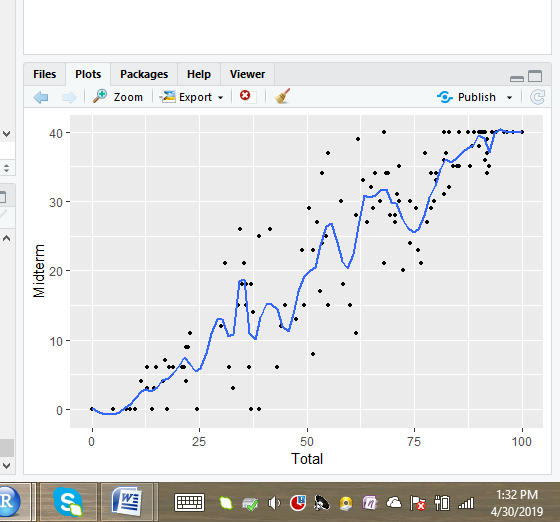 Files Plots Packages Help Viewer
Zoom Export Publish
40
30
20
10
0
Midterm
0 25 50 75 100
Total
R S W N
1:32 PM
4/30/2019